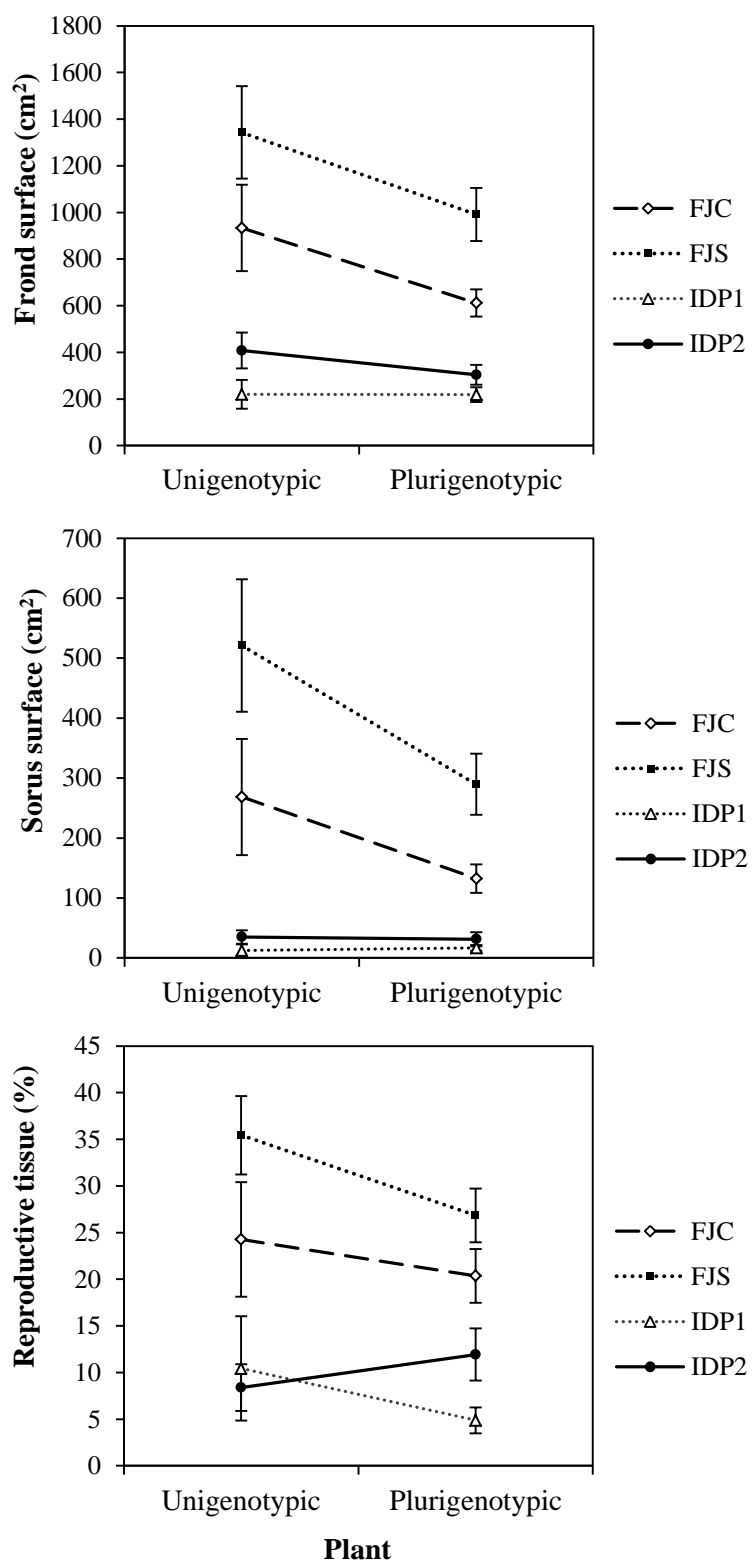 1800
1600
1400
1200
1000
800
600
400
200
0
Frond surface (cm²)
Unigenotypic Plurigenotypic
FJC
FJS
IDP1
IDP2
700
600
500
400
300
200
100
0
Sorus surface (cm²)
Unigenotypic Plurigenotypic
FJC
FJS
IDP1
IDP2
45
40
35
30
25
20
15
10
5
0
Reproductive tissue (%)
Unigenotypic Plurigenotypic
Plant
FJC
FJS
IDP1
IDP2